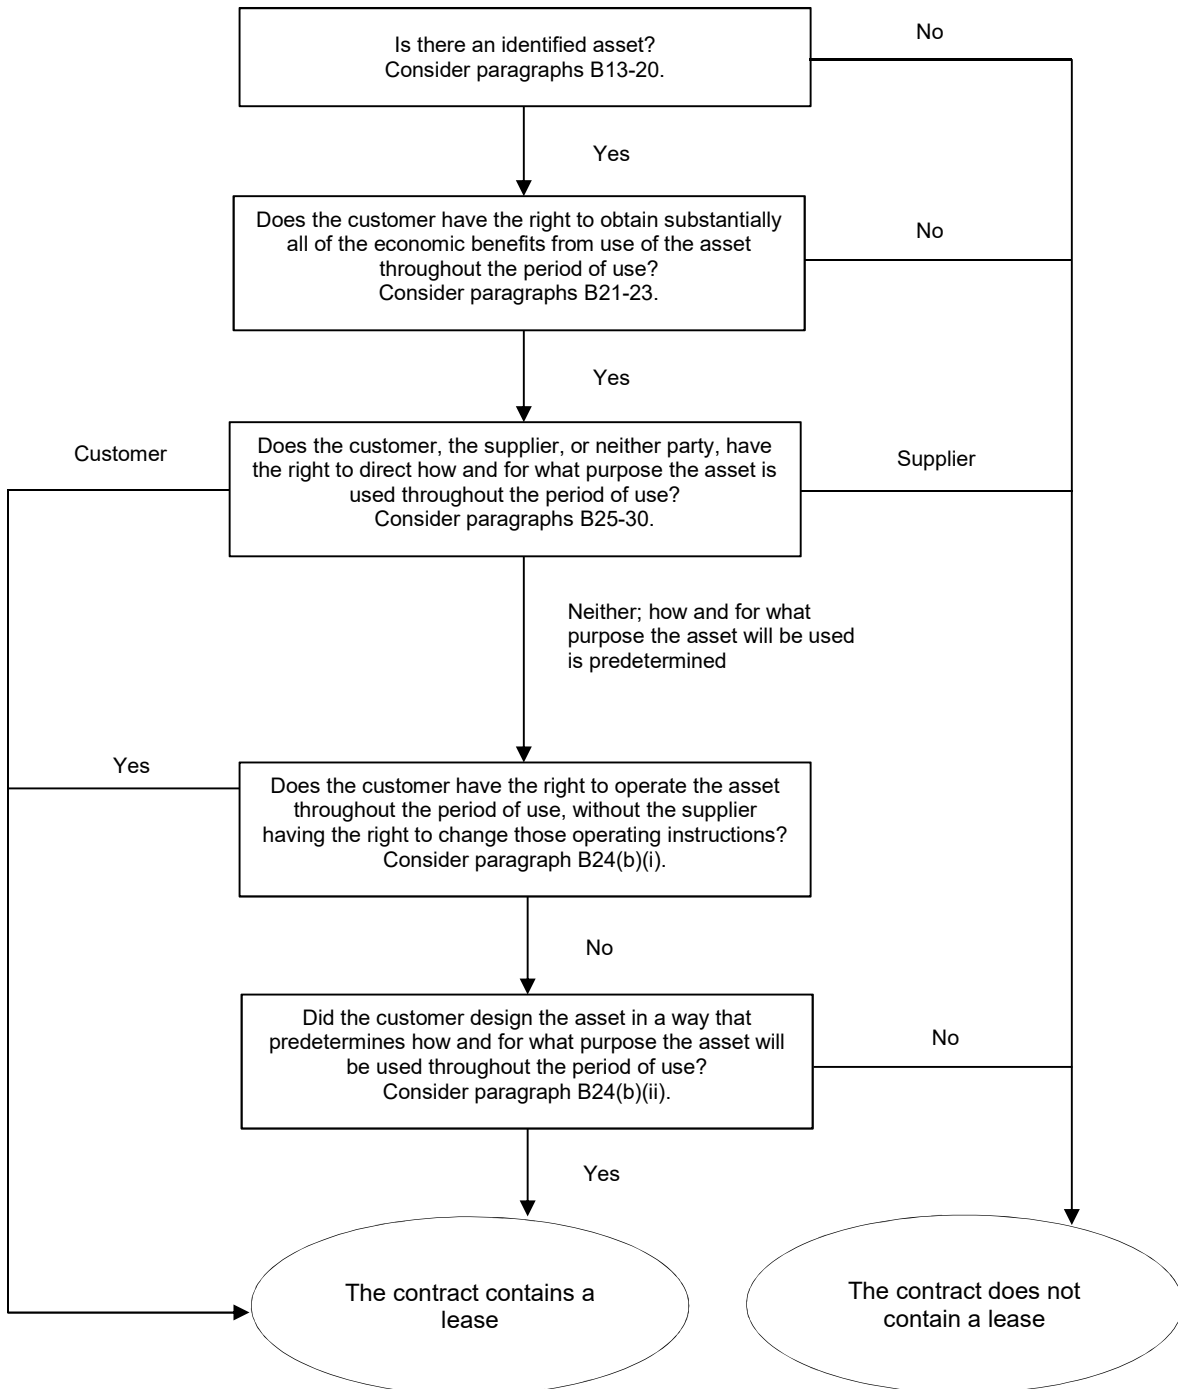 Is there an identified asset?
Consider paragraphs B13-20.
No
Yes
Does the customer have the right to obtain substantially
all of the economic benefits from use of the asset
throughout the period of use?
Consider paragraphs B21-23.
No
Yes
Customer
Does the customer, the supplier, or neither party, have
the right to direct how and for what purpose the asset is
used throughout the period of use?
Consider paragraphs B25-30.
Supplier
Neither; how and for what
purpose the asset will be used
is predetermined
Yes
Does the customer have the right to operate the asset
throughout the period of use, without the supplier
having the right to change those operating instructions?
Consider paragraph B24(b)(i).
No
Did the customer design the asset in a way that
predetermines how and for what purpose the asset will
be used throughout the period of use?
Consider paragraph B24(b)(ii).
No
Yes
The contract contains a
lease
The contract does not
contain a lease